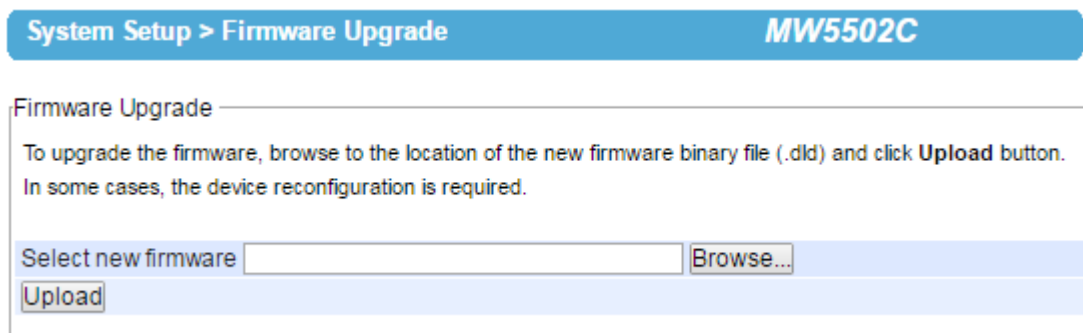 System Setup > Firmware Upgrade MW5502C
Firmware Upgrade
To upgrade the firmware, browse to the location of the new firmware binary file (.dld) and click Upload button.
In some cases, the device reconfiguration is required.
Select new firmware Browse...
Upload